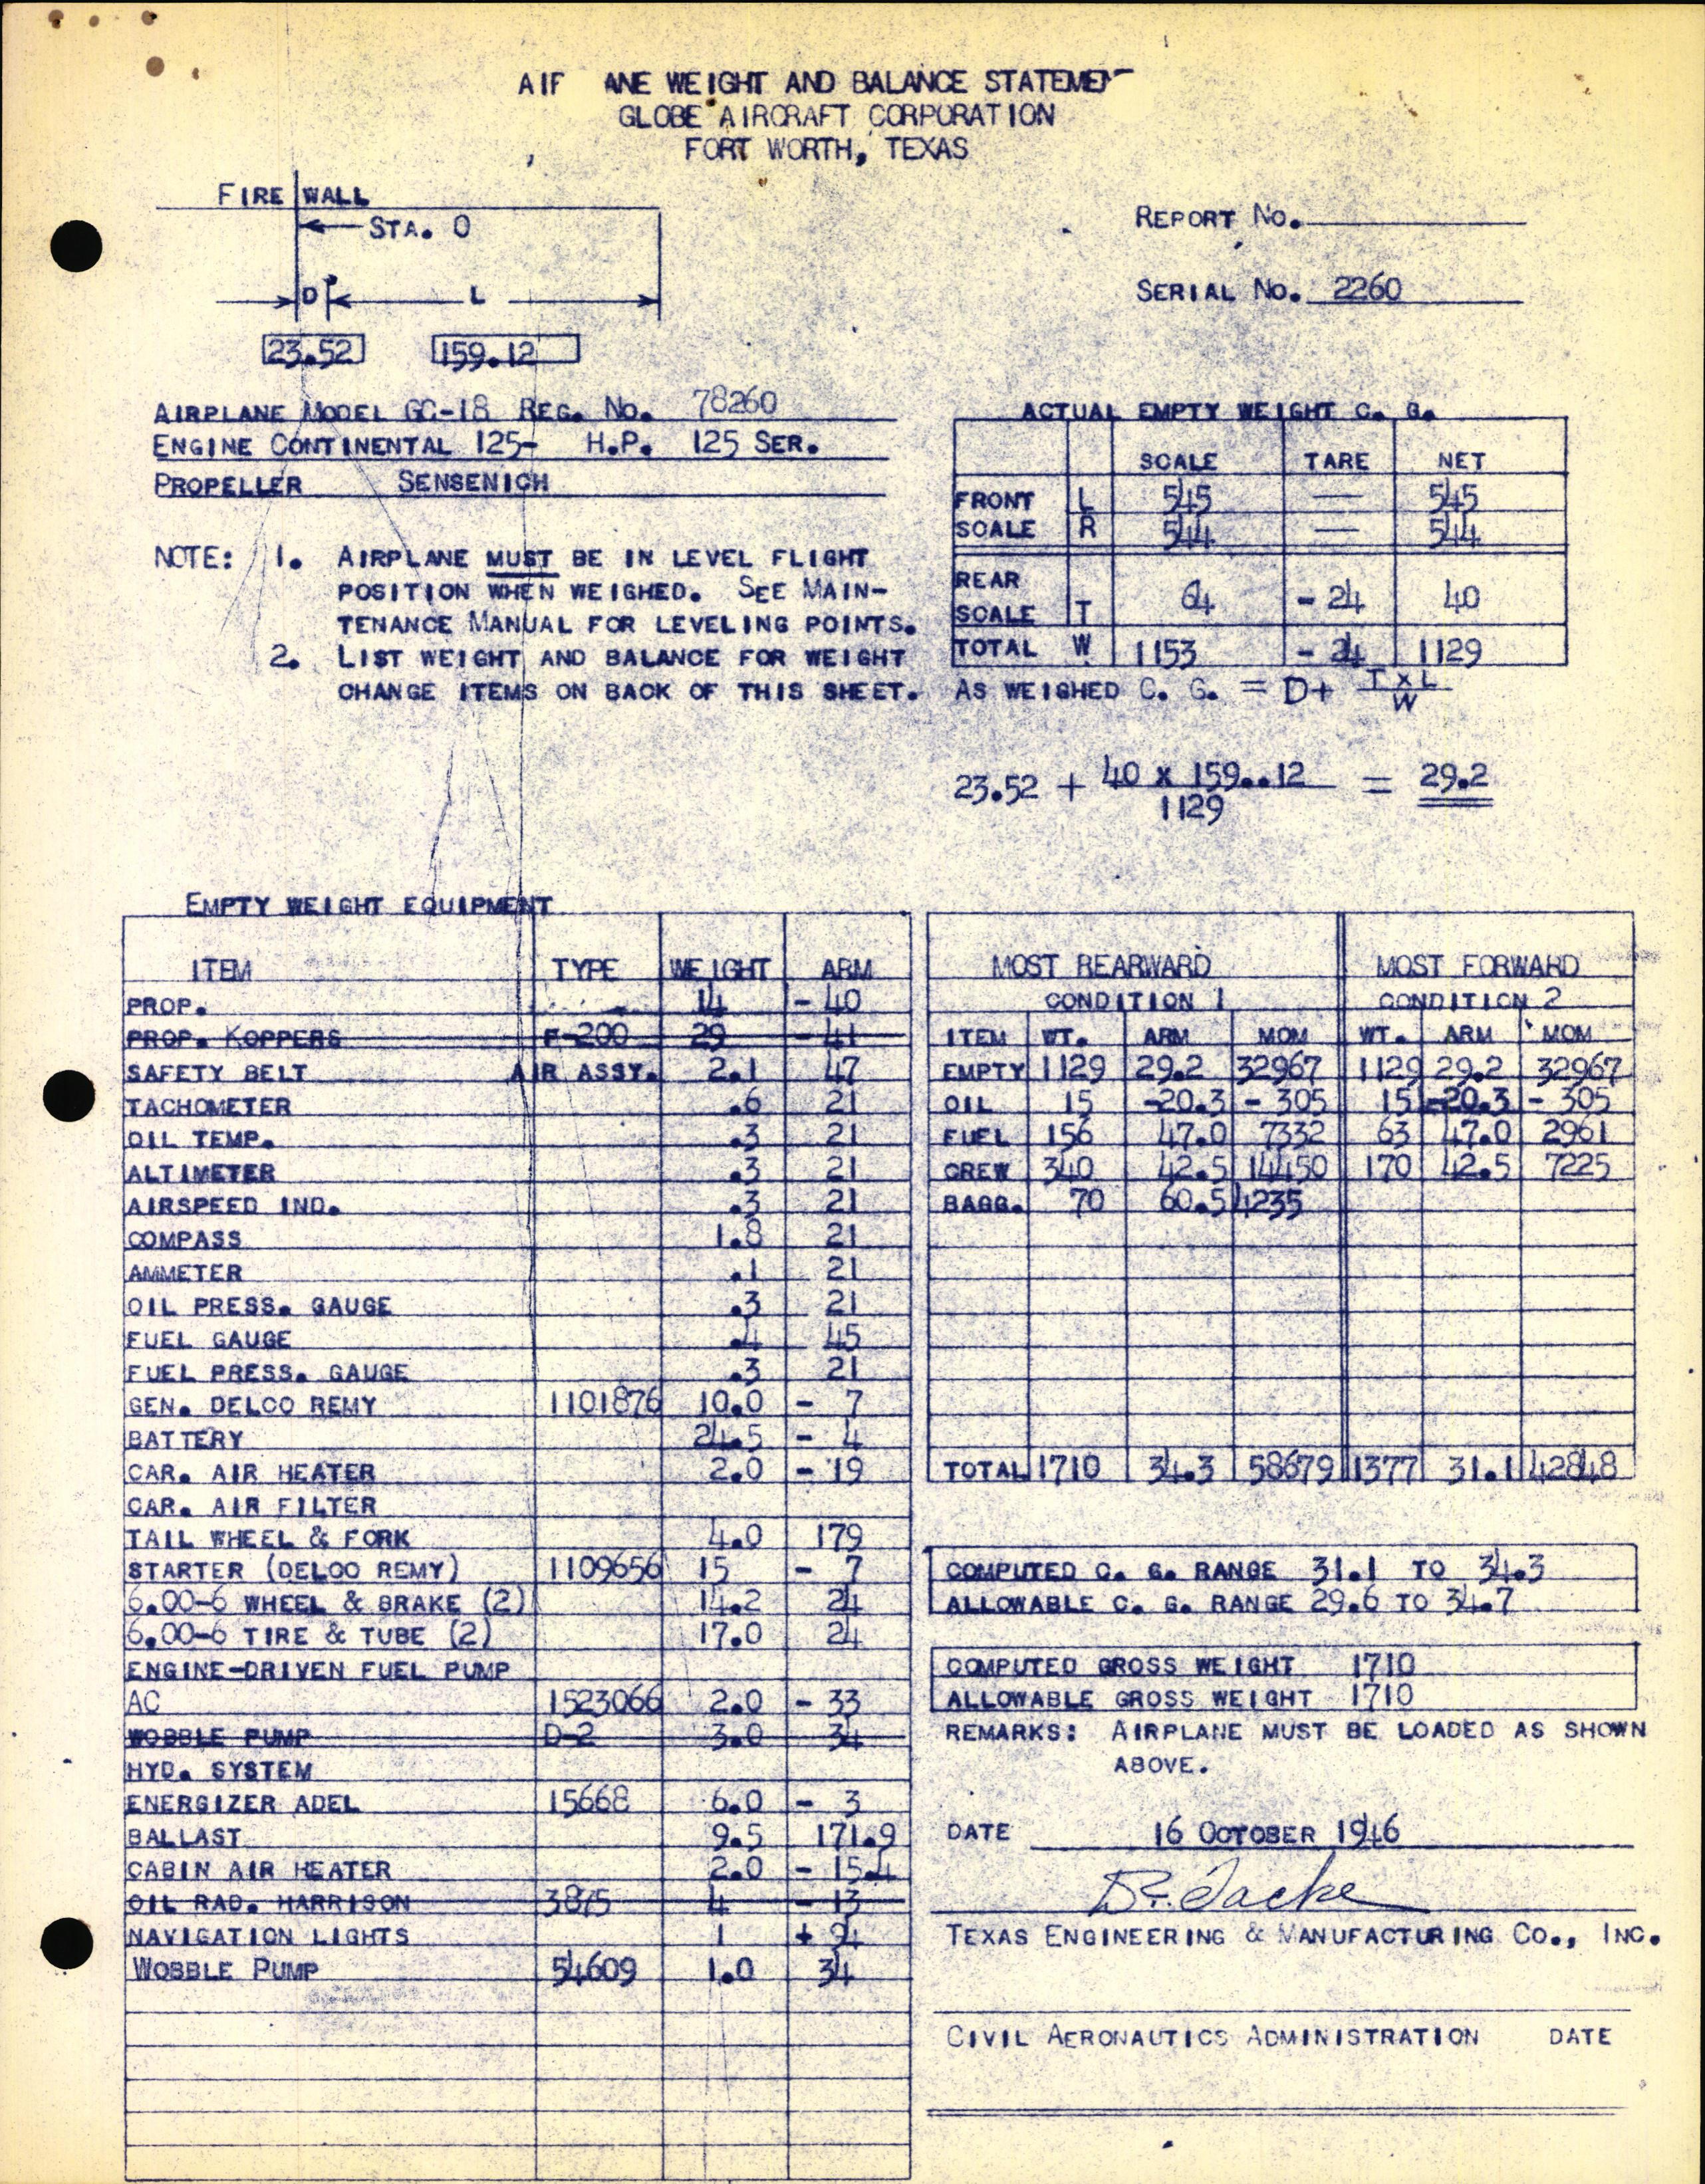 AIF ANE WEIGHT AND BALANCE STATEMEN
GLOBE AIRCRAFT CORPORATION
FORT WORTH, TEXAS
FIRE WALL
STA. 0
D L
23.52 159.12
REPORT NO.
SERIAL NO. 2260
AIRPLANE MODEL GC-1B REG. NO. 78260
ENGINE CONTINENTAL 125- H.P. 125 SER.
PROPELLER SENSENICH
NOTE: 1. AIRPLANE MUST BE IN LEVEL FLIGHT
POSITION WHEN WEIGHED. SEE MAIN-
TENANCE MANUAL FOR LEVELING POINTS.
2. LIST WEIGHT AND BALANCE FOR WEIGHT
CHANGE ITEMS ON BACK OF THIS SHEET.
ACTUAL EMPTY WEIGHT C. G.
SCALE TARE NET
FRONT L 545 — 545
SCALE R 544 — 544
REAR
SCALE T 64 - 24 40
TOTAL W 1153 - 24 1129
AS WEIGHED C. G. = D+ T x L
W
23.52 + 40 x 159..12 = 29.2
1129
EMPTY WEIGHT EQUIPMENT
ITEM TYPE WEIGHT ARM
PROP. 14 - 40
PROP. KOPPERS F-200 29 - 41
SAFETY BELT AIR ASSY. 2.1 47
TACHOMETER .6 21
OIL TEMP. .3 21
ALTIMETER .3 21
AIRSPEED IND. .3 21
COMPASS 1.8 21
AMMETER .1 21
OIL PRESS. GAUGE .3 21
FUEL GAUGE .4 45
FUEL PRESS. GAUGE .3 21
GEN. DELCO REMY 1101876 10.0 - 7
BATTERY 24.5 - 4
CAR. AIR HEATER 2.0 - 19
CAR. AIR FILTER
TAIL WHEEL & FORK 4.0 179
STARTER (DELCO REMY) 1109656 15 - 7
6.00-6 WHEEL & BRAKE (2) 14.2 24
6.00-6 TIRE & TUBE (2) 17.0 24
ENGINE-DRIVEN FUEL PUMP
AC 1523066 2.0 - 33
WOBBLE PUMP D-2 3.0 34
HYD. SYSTEM
ENERGIZER ADEL 15668 6.0 - 3
BALLAST 9.5 171.9
CABIN AIR HEATER 2.0 - 15.4
OIL RAD. HARRISON 3875 4 - 13
NAVIGATION LIGHTS 1 + 94
WOBBLE PUMP 54609 1.0 34
MOST REARWARD MOST FORWARD
CONDITION 1 CONDITION 2
ITEM WT. ARM MOM WT. ARM MOM
EMPTY 1129 29.2 32967 1129 29.2 32967
OIL 15 -20.3 - 305 15 -20.3 - 305
FUEL 156 47.0 7332 63 47.0 2961
CREW 340 42.5 14450 170 42.5 7225
BAGG. 70 60.5 4235
TOTAL 1710 34.3 58679 1377 31.1 42848
COMPUTED C. G. RANGE 31.1 TO 34.3
ALLOWABLE C. G. RANGE 29.6 TO 34.7
COMPUTED GROSS WEIGHT 1710
ALLOWABLE GROSS WEIGHT 1710
REMARKS: AIRPLANE MUST BE LOADED AS SHOWN
ABOVE.
DATE 16 OCTOBER 1946
TEXAS ENGINEERING & MANUFACTURING CO., INC.
CIVIL AERONAUTICS ADMINISTRATION DATE